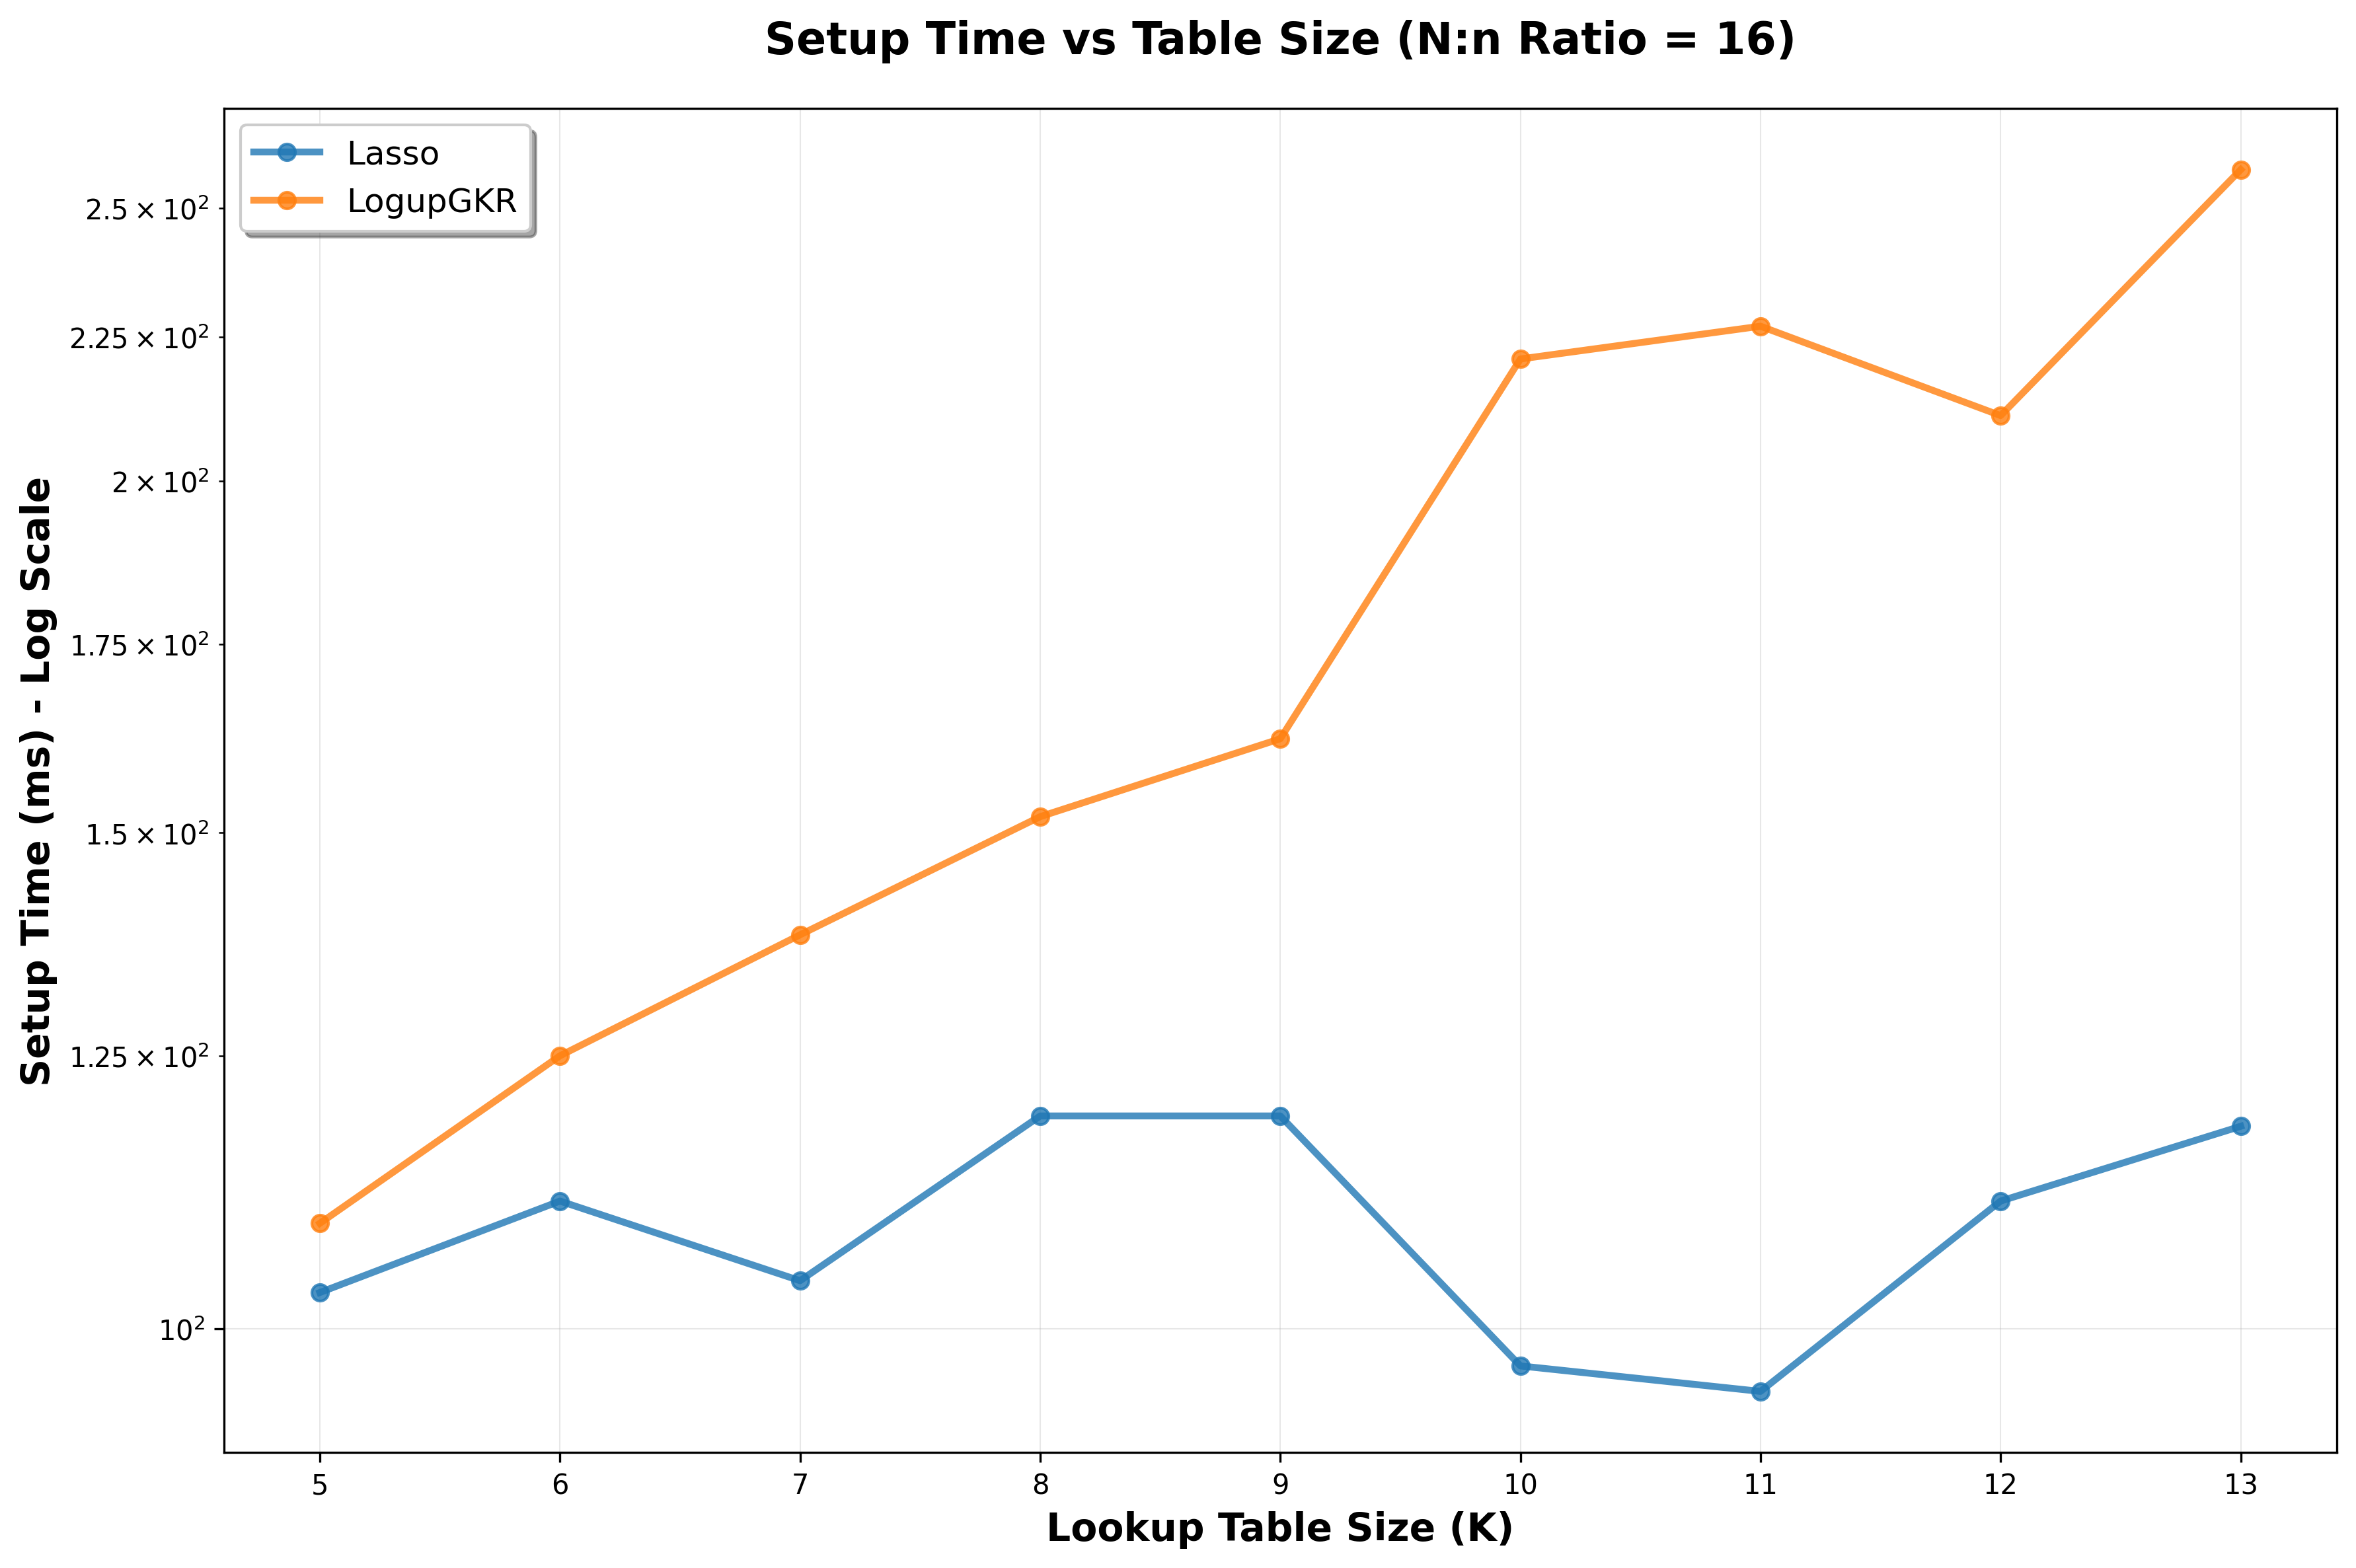 Setup Time vs Table Size (N:n Ratio = 16)
Lasso
LogupGKR
Setup Time (ms) - Log Scale
2.5 × 10²
2.25 × 10²
2 × 10²
1.75 × 10²
1.5 × 10²
1.25 × 10²
10²
5 6 7 8 9 10 11 12 13
Lookup Table Size (K)